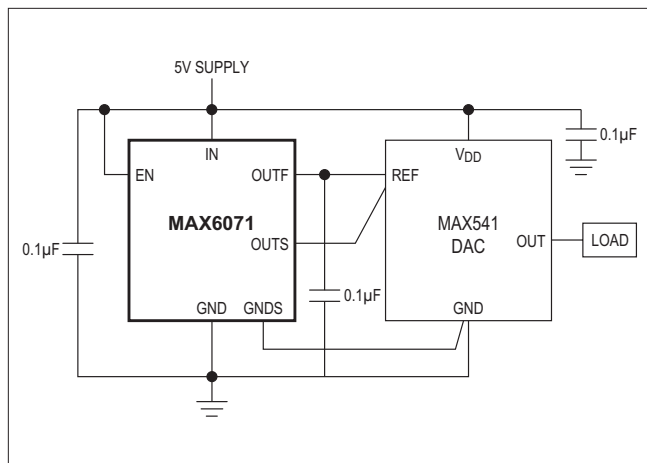 5V SUPPLY
0.1µF
IN
VDD
EN
OUTF
REF
MAX6071
MAX541
DAC
OUTS
OUT
LOAD
0.1µF
0.1µF
GND
GNDS
GND